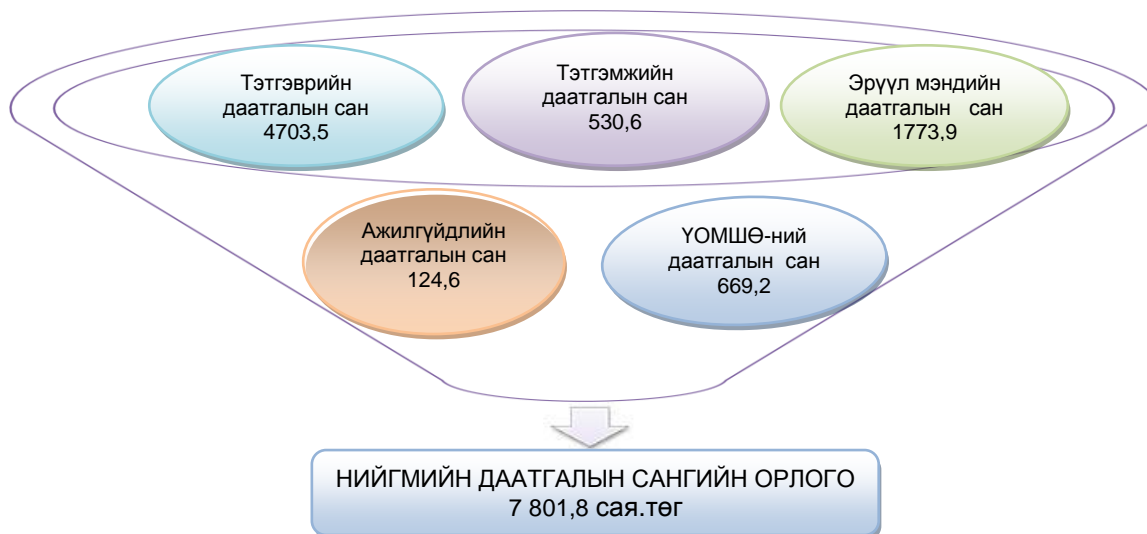 Тэтгэврийн
даатгалын сан
4703,5
Тэтгэмжийн
даатгалын сан
530,6
Эрүүл мэндийн
даатгалын сан
1773,9
Ажилгүйдлийн
даатгалын сан
124,6
ҮОМШӨ-ний
даатгалын сан
669,2
НИЙГМИЙН ДААТГАЛЫН САНГИЙН ОРЛОГО
7 801,8 сая.төг